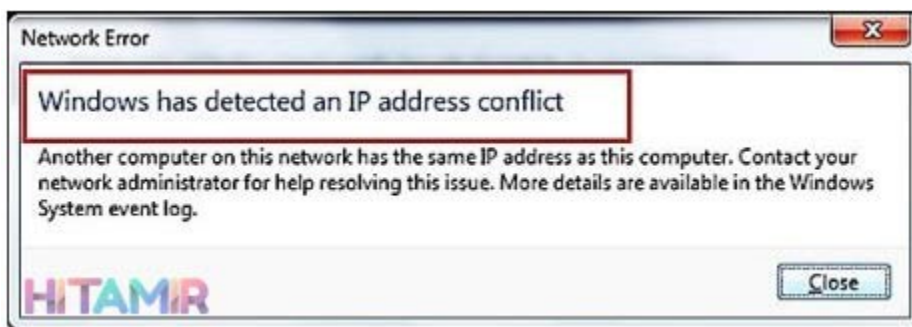 Network Error
Windows has detected an IP address conflict
Another computer on this network has the same IP address as this computer. Contact your
network administrator for help resolving this issue. More details are available in the Windows
System event log.
HITAMIR
Close